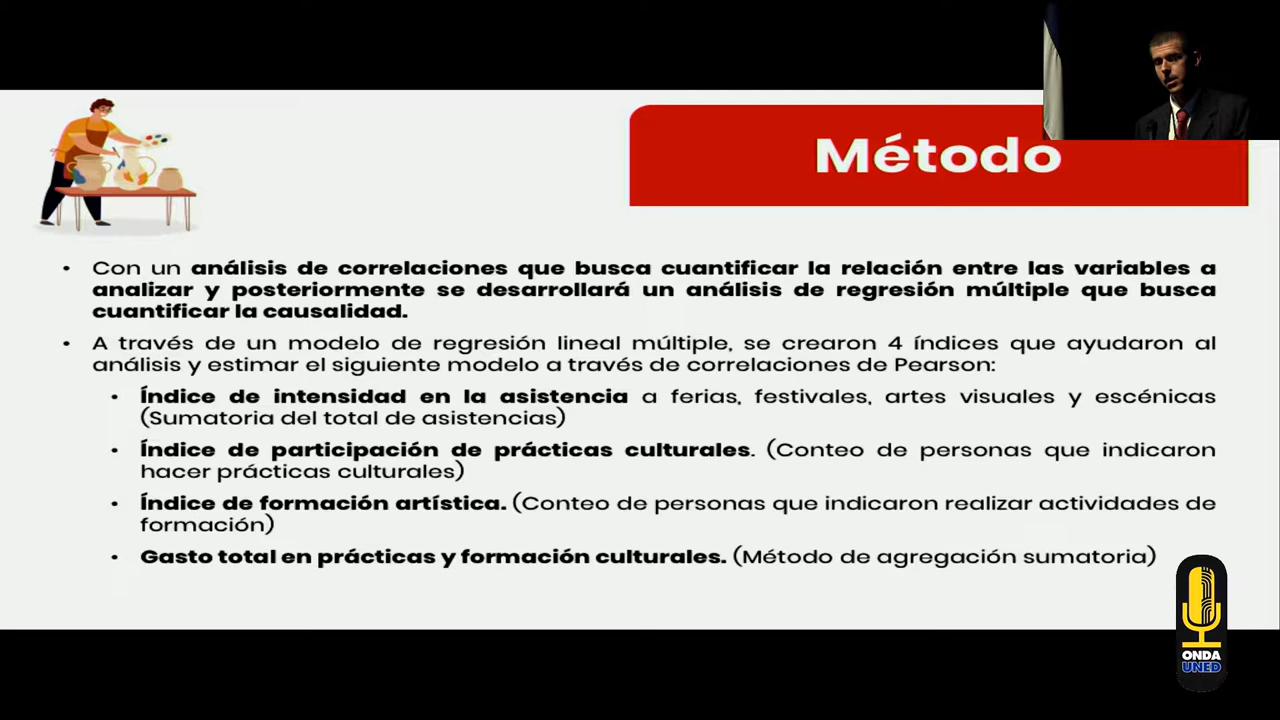 Método
• Con un análisis de correlaciones que busca cuantificar la relación entre las variables a
analizar y posteriormente se desarrollará un análisis de regresión múltiple que busca
cuantificar la causalidad.
• A través de un modelo de regresión lineal múltiple, se crearon 4 índices que ayudaron al
análisis y estimar el siguiente modelo a través de correlaciones de Pearson:
• Índice de intensidad en la asistencia a ferias, festivales, artes visuales y escénicas
(Sumatoria del total de asistencias)
• Índice de participación de prácticas culturales. (Conteo de personas que indicaron
hacer prácticas culturales)
• Índice de formación artística. (Conteo de personas que indicaron realizar actividades de
formación)
• Gasto total en prácticas y formación culturales. (Método de agregación sumatoria)
ONDA
UNED